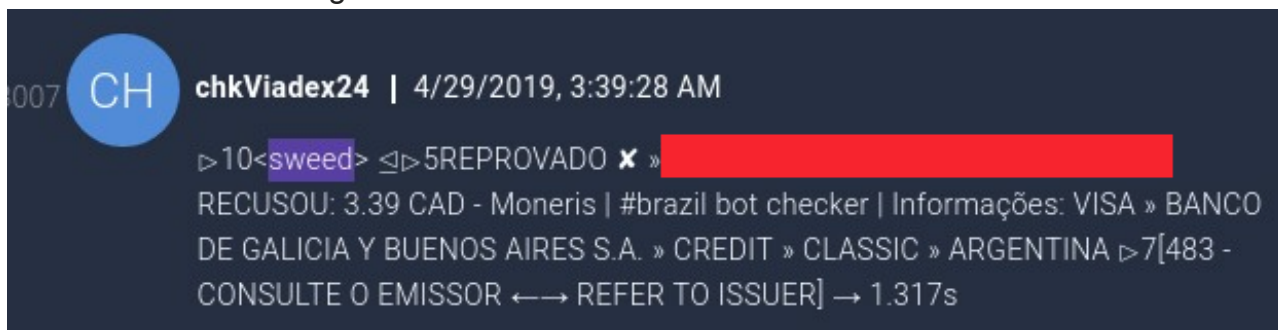 3007 CH chkViadex24 | 4/29/2019, 3:39:28 AM
▷10<sweed> ⊴▷5REPROVADO ✘ »
RECUSOU: 3.39 CAD - Moneris | #brazil bot checker | Informações: VISA » BANCO
DE GALICIA Y BUENOS AIRES S.A. » CREDIT » CLASSIC » ARGENTINA ▷7[483 -
CONSULTE O EMISSOR ←→ REFER TO ISSUER] → 1.317s